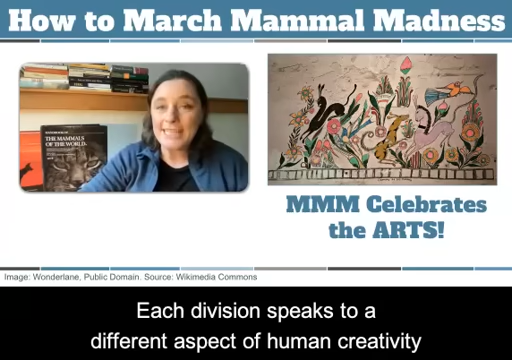 How to March Mammal Madness
THE MAMMALS
OF THE WORLD
MMM Celebrates
the ARTS!
Image: Wonderlane, Public Domain. Source: Wikimedia Commons
Each division speaks to a
different aspect of human creativity